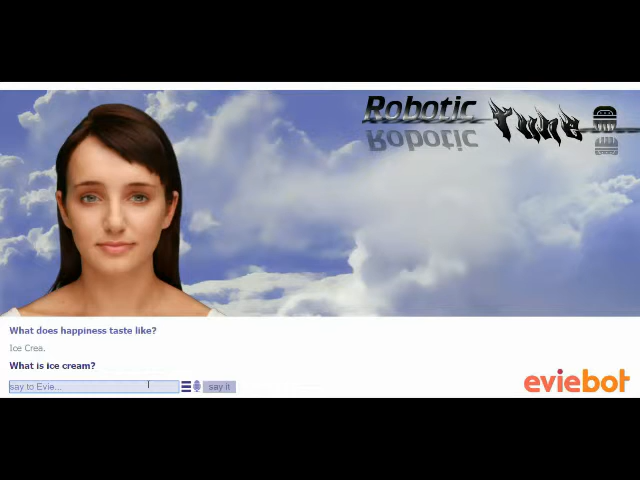 Robotic Tune
What does happiness taste like?
Ice Crea.
What is ice cream?
say to Evie...
say it
eviebot